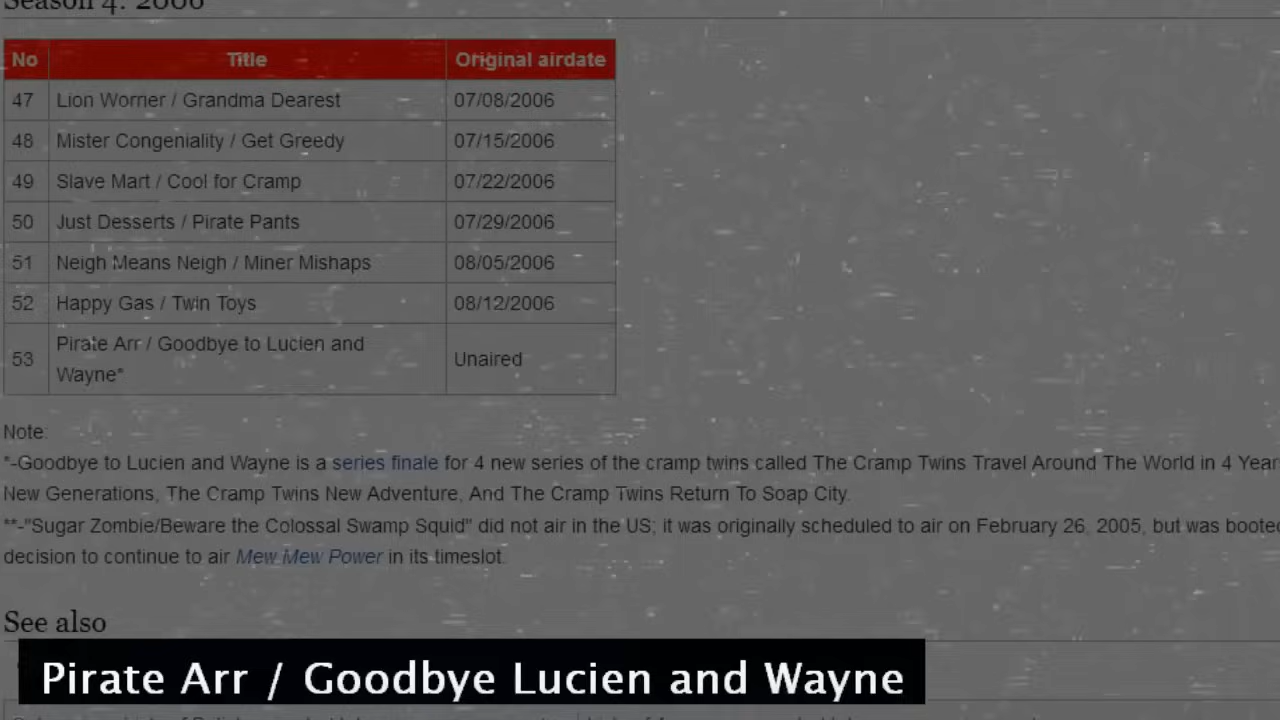 Season 4: 2006
No Title Original airdate
47 Lion Worrier / Grandma Dearest 07/08/2006
48 Mister Congeniality / Get Greedy 07/15/2006
49 Slave Mart / Cool for Cramp 07/22/2006
50 Just Desserts / Pirate Pants 07/29/2006
51 Neigh Means Neigh / Miner Mishaps 08/05/2006
52 Happy Gas / Twin Toys 08/12/2006
53 Pirate Arr / Goodbye to Lucien and Unaired
Wayne*
Note:
*-Goodbye to Lucien and Wayne is a series finale for 4 new series of the cramp twins called The Cramp Twins Travel Around The World in 4 Year
New Generations, The Cramp Twins New Adventure, And The Cramp Twins Return To Soap City.
**-"Sugar Zombie/Beware the Colossal Swamp Squid" did not air in the US; it was originally scheduled to air on February 26, 2005, but was booted
decision to continue to air Mew Mew Power in its timeslot.
See also
Pirate Arr / Goodbye Lucien and Wayne